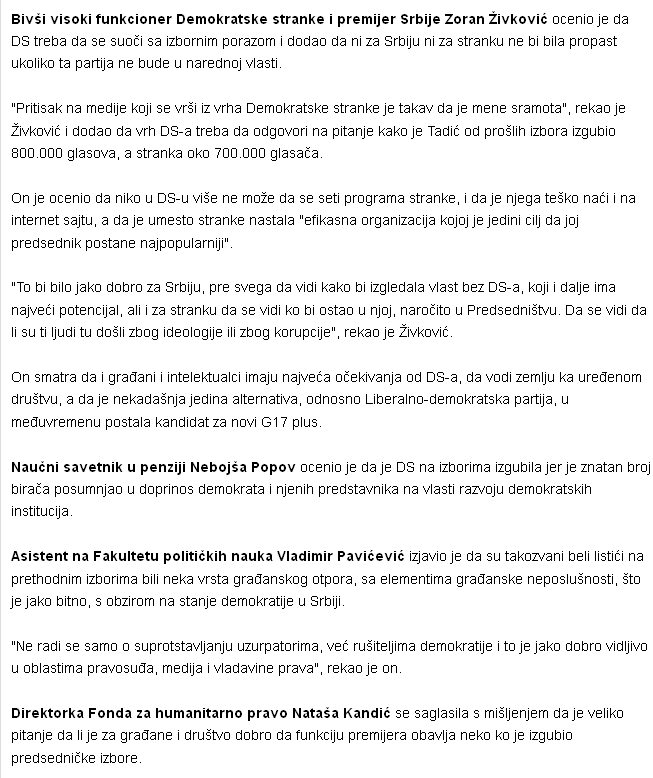 Bivši visoki funkcioner Demokratske stranke i premijer Srbije Zoran Živković ocenio je da
DS treba da se suoči sa izbornim porazom i dodao da ni za Srbiju ni za stranku ne bi bila propast
ukoliko ta partija ne bude u narednoj vlasti.
"Pritisak na medije koji se vrši iz vrha Demokratske stranke je takav da je mene sramota", rekao je
Živković i dodao da vrh DS-a treba da odgovori na pitanje kako je Tadić od prošlih izbora izgubio
800.000 glasova, a stranka oko 700.000 glasača.
On je ocenio da niko u DS-u više ne može da se seti programa stranke, i da je njega teško naći i na
internet sajtu, a da je umesto stranke nastala "efikasna organizacija kojoj je jedini cilj da joj
predsednik postane najpopularniji".
"To bi bilo jako dobro za Srbiju, pre svega da vidi kako bi izgledala vlast bez DS-a, koji i dalje ima
najveći potencijal, ali i za stranku da se vidi ko bi ostao u njoj, naročito u Predsedništvu. Da se vidi da
li su ti ljudi tu došli zbog ideologije ili zbog korupcije", rekao je Živković.
On smatra da i građani i intelektualci imaju najveća očekivanja od DS-a, da vodi zemlju ka uređenom
društvu, a da je nekadašnja jedina alternativa, odnosno Liberalno-demokratska partija, u
međuvremenu postala kandidat za novi G17 plus.
Naučni savetnik u penziji Nebojša Popov ocenio je da je DS na izborima izgubila jer je znatan broj
birača posumnjao u doprinos demokrata i njenih predstavnika na vlasti razvoju demokratskih
institucija.
Asistent na Fakultetu političkih nauka Vladimir Pavićević izjavio je da su takozvani beli listići na
prethodnim izborima bili neka vrsta građanskog otpora, sa elementima građanske neposlušnosti, što
je jako bitno, s obzirom na stanje demokratije u Srbiji.
"Ne radi se samo o suprotstavljanju uzurpatorima, već rušiteljima demokratije i to je jako dobro vidljivo
u oblastima pravosuđa, medija i vladavine prava", rekao je on.
Direktorka Fonda za humanitarno pravo Nataša Kandić se saglasila s mišljenjem da je veliko
pitanje da li je za građane i društvo dobro da funkciju premijera obavlja neko ko je izgubio
predsedničke izbore.